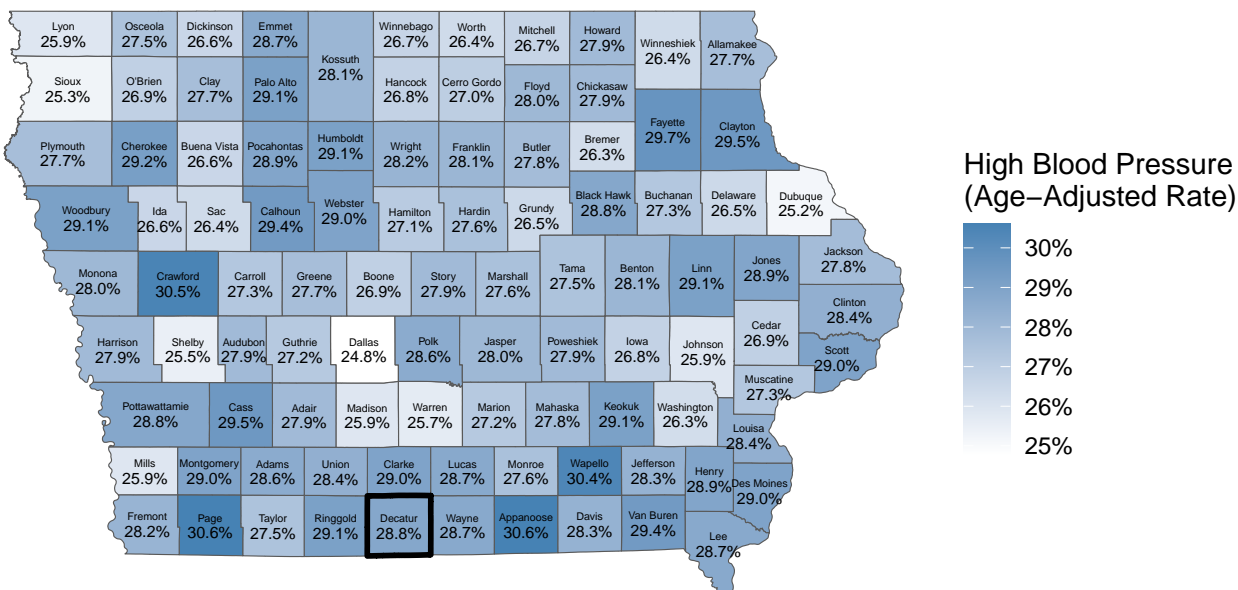 Lyon
25.9%
Osceola
27.5%
Dickinson
26.6%
Emmet
28.7%
Kossuth
28.1%
Winnebago
26.7%
Worth
26.4%
Mitchell
26.7%
Howard
27.9%
Winneshiek
26.4%
Allamakee
27.7%
Sioux
25.3%
O'Brien
26.9%
Clay
27.7%
Palo Alto
29.1%
Hancock
26.8%
Cerro Gordo
27.0%
Floyd
28.0%
Chickasaw
27.9%
Fayette
29.7%
Clayton
29.5%
Plymouth
27.7%
Cherokee
29.2%
Buena Vista
26.6%
Pocahontas
28.9%
Humboldt
29.1%
Wright
28.2%
Franklin
28.1%
Butler
27.8%
Bremer
26.3%
Woodbury
29.1%
Ida
26.6%
Sac
26.4%
Calhoun
29.4%
Webster
29.0%
Hamilton
27.1%
Hardin
27.6%
Grundy
26.5%
Black Hawk
28.8%
Buchanan
27.3%
Delaware
26.5%
Dubuque
25.2%
Monona
28.0%
Crawford
30.5%
Carroll
27.3%
Greene
27.7%
Boone
26.9%
Story
27.9%
Marshall
27.6%
Tama
27.5%
Benton
28.1%
Linn
29.1%
Jones
28.9%
Jackson
27.8%
Clinton
28.4%
Harrison
27.9%
Shelby
25.5%
Audubon
27.9%
Guthrie
27.2%
Dallas
24.8%
Polk
28.6%
Jasper
28.0%
Poweshiek
27.9%
Iowa
26.8%
Johnson
25.9%
Cedar
26.9%
Scott
29.0%
Muscatine
27.3%
Pottawattamie
28.8%
Cass
29.5%
Adair
27.9%
Madison
25.9%
Warren
25.7%
Marion
27.2%
Mahaska
27.8%
Keokuk
29.1%
Washington
26.3%
Louisa
28.4%
Mills
25.9%
Montgomery
29.0%
Adams
28.6%
Union
28.4%
Clarke
29.0%
Lucas
28.7%
Monroe
27.6%
Wapello
30.4%
Jefferson
28.3%
Henry
28.9%
Des Moines
29.0%
Fremont
28.2%
Page
30.6%
Taylor
27.5%
Ringgold
29.1%
Decatur
28.8%
Wayne
28.7%
Appanoose
30.6%
Davis
28.3%
Van Buren
29.4%
Lee
28.7%
High Blood Pressure
(Age−Adjusted Rate)
30%
29%
28%
27%
26%
25%